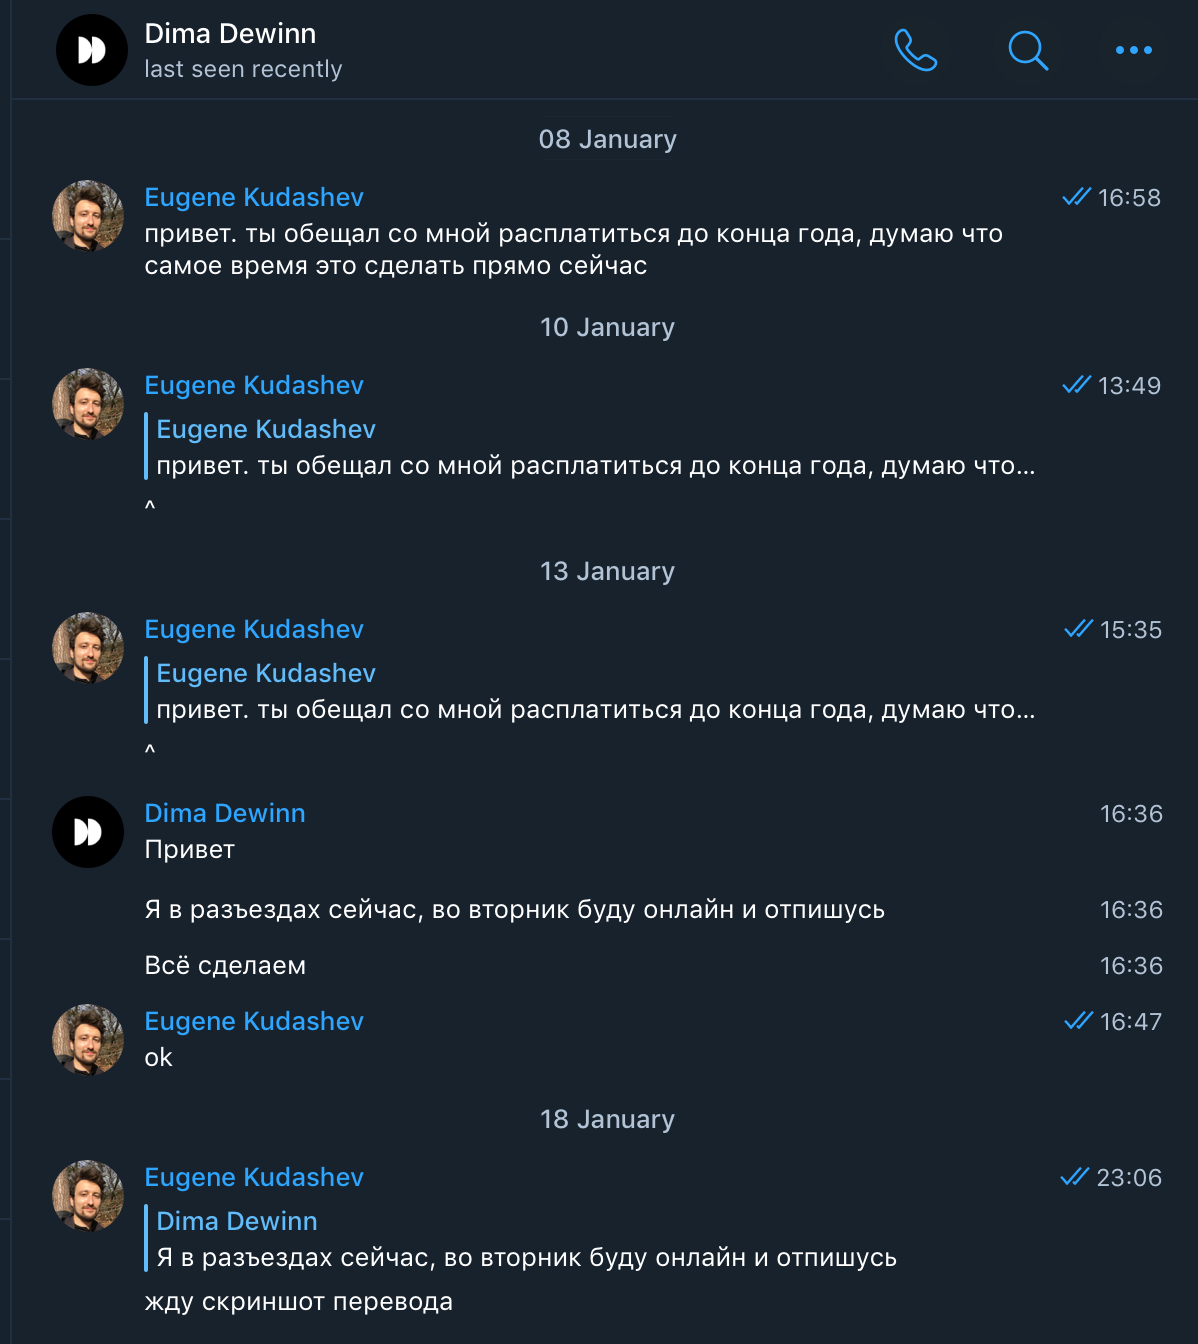 Dima Dewinn
last seen recently
08 January
Eugene Kudashev
16:58
привет. ты обещал со мной расплатиться до конца года, думаю что
самое время это сделать прямо сейчас
10 January
Eugene Kudashev
13:49
Eugene Kudashev
привет. ты обещал со мной расплатиться до конца года, думаю что...
^
13 January
Eugene Kudashev
15:35
Eugene Kudashev
привет. ты обещал со мной расплатиться до конца года, думаю что...
^
Dima Dewinn
16:36
Привет
Я в разъездах сейчас, во вторник буду онлайн и отпишусь
16:36
Всё сделаем
16:36
Eugene Kudashev
16:47
ok
18 January
Eugene Kudashev
23:06
Dima Dewinn
Я в разъездах сейчас, во вторник буду онлайн и отпишусь
жду скриншот перевода